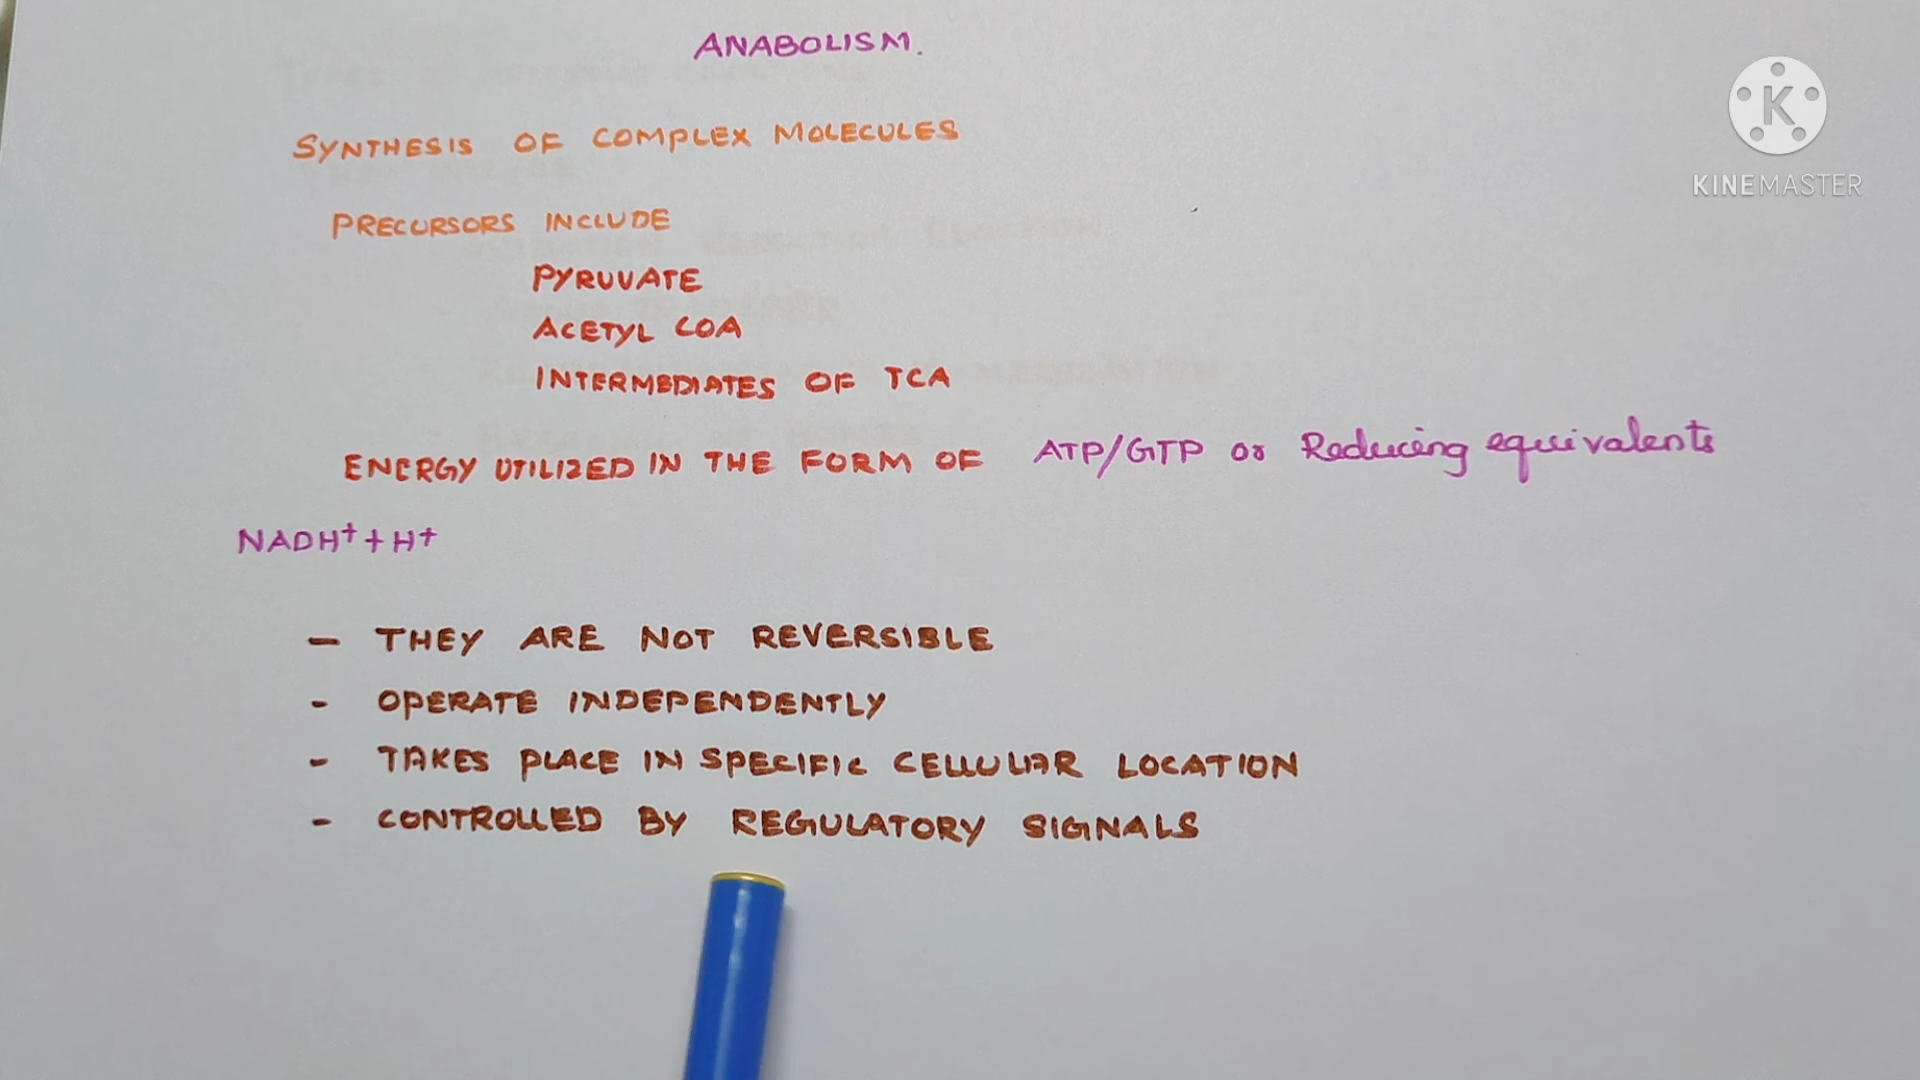 ANABOLISM.
SYNTHESIS OF COMPLEX MOLECULES
PRECURSORS INCLUDE
PYRUVATE
ACETYL COA
INTERMEDIATES OF TCA
ENERGY UTILIZED IN THE FORM OF ATP/GTP or Reducing equivalents
NADH⁺ + H⁺
- THEY ARE NOT REVERSIBLE
- OPERATE INDEPENDENTLY
- TAKES PLACE IN SPECIFIC CELLULAR LOCATION
- CONTROLLED BY REGULATORY SIGNALS
K
KINEMASTER